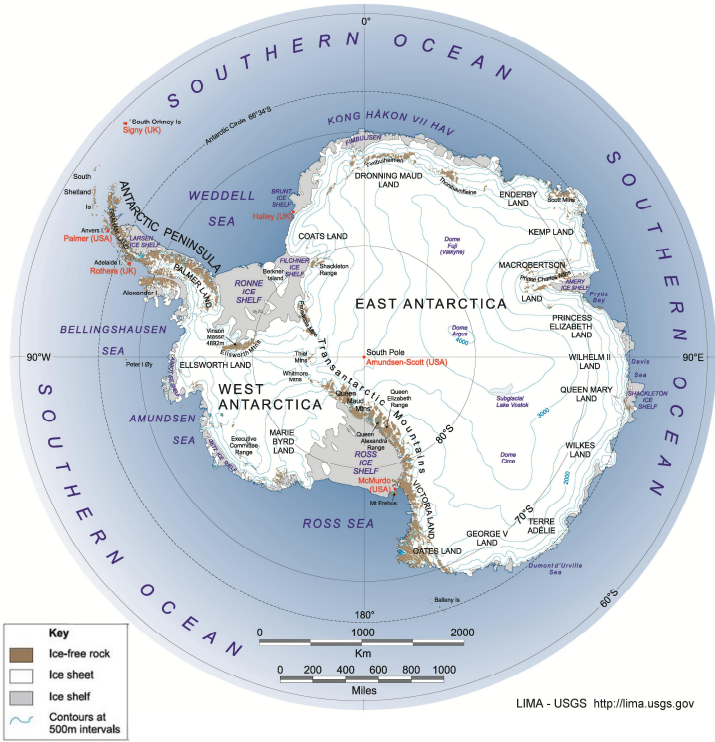 0°
SOUTHERN OCEAN
South Orkney Is
Signy (UK)
Antarctic Circle 66°34'S
KONG HÅKON VII HAV
FIMBULISEN
Fimbulheimen
DRONNING MAUD
LAND
Thorshavnfleine
ENDERBY
LAND
Scott Mtns
KEMP LAND
SOUTHERN OCEAN
South
Shetland
Is
ANTARCTIC PENINSULA
WEDDELL
SEA
BRUNT
ICE
SHELF
Halley (UK)
COATS LAND
Anvers I.
Palmer (USA)
LARSEN
ICE SHELF
Adelaide I.
Rothera (UK)
PALMER LAND
Alexander I
Dome
Fuji
(Valkyrie)
MACROBERTSON
LAND
Prince Charles Mtns
AMERY
ICE SHELF
Prydz
Bay
FILCHNER
ICE
SHELF
Shackleton
Range
Berkner
Island
RONNE
ICE
SHELF
EAST ANTARCTICA
PRINCESS
ELIZABETH
LAND
BELLINGSHAUSEN
SEA
Vinson
Massif
4892m
Ellsworth Mtns
Dome
Argus
4000
90°W
Peter I Øy
ELLSWORTH LAND
Thiel
Mtns
South Pole
Amundsen-Scott (USA)
WILHELM II
LAND
Davis
Sea
90°E
Transantarctic Mountains
WEST
ANTARCTICA
Whitmore
Mtns
Queen
Maud
Mtns
Queen
Elizabeth
Range
Subglacial
Lake Vostok
QUEEN MARY
LAND
SHACKLETON
ICE
SHELF
3000
AMUNDSEN
SEA
Executive
Committee
Range
MARIE
BYRD
LAND
Queen
Alexandra
Range
80°S
ROSS
ICE
SHELF
McMurdo
(USA)
Mt Erebus
Dome
Circe
WILKES
LAND
2000
VICTORIA LAND
ROSS SEA
70°S
TERRE
ADÉLIE
GEORGE V
LAND
OATES LAND
Dumont d'Urville
Sea
SOUTHERN OCEAN
Balleny Is
60°S
180°
0 1000 2000
Km
0 200 400 600 800 1000
Miles
Key
Ice-free rock
Ice sheet
Ice shelf
Contours at
500m intervals
LIMA - USGS http://lima.usgs.gov